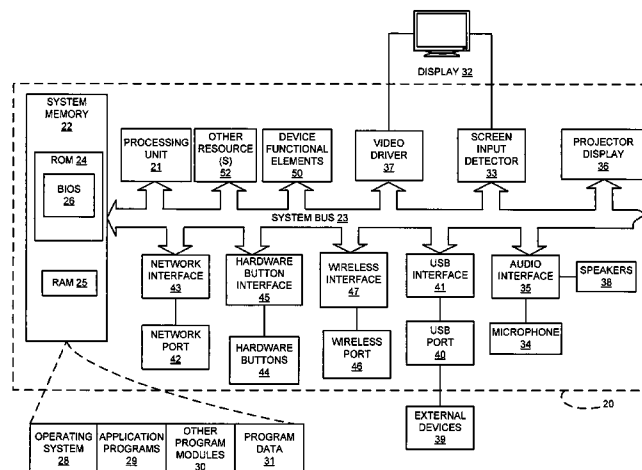 DISPLAY 32
SYSTEM
MEMORY
22
ROM 24
BIOS
26
RAM 25
PROCESSING
UNIT
21
OTHER
RESOURCE
(S)
52
DEVICE
FUNCTIONAL
ELEMENTS
50
VIDEO
DRIVER
37
SCREEN
INPUT
DETECTOR
33
PROJECTOR
DISPLAY
36
SYSTEM BUS 23
NETWORK
INTERFACE
43
HARDWARE
BUTTON
INTERFACE
45
WIRELESS
INTERFACE
47
USB
INTERFACE
41
AUDIO
INTERFACE
35
SPEAKERS
38
NETWORK
PORT
42
HARDWARE
BUTTONS
44
WIRELESS
PORT
46
USB
PORT
40
MICROPHONE
34
20
EXTERNAL
DEVICES
39
OPERATING
SYSTEM
28
APPLICATION
PROGRAMS
29
OTHER
PROGRAM
MODULES
30
PROGRAM
DATA
31